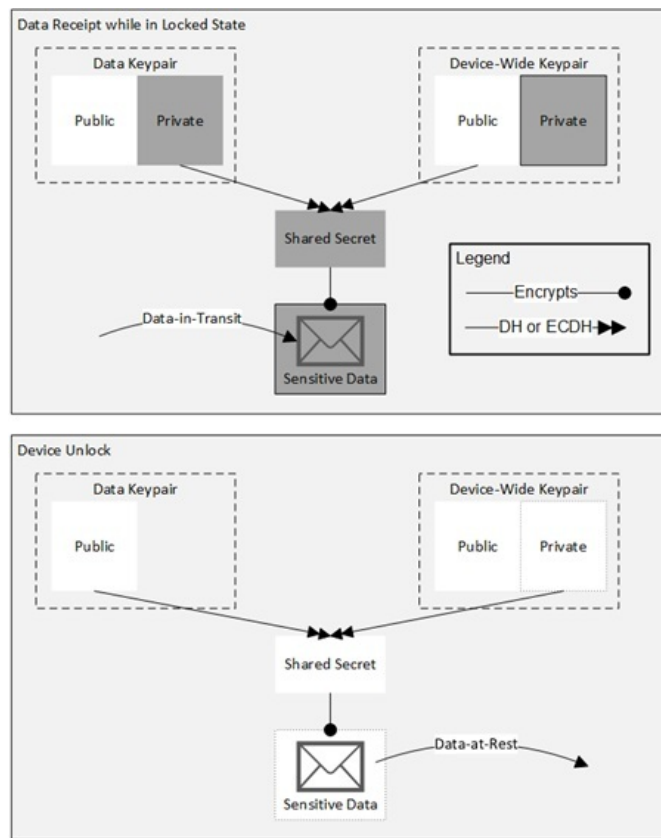 Data Receipt while in Locked State
Data Keypair
Device-Wide Keypair
Public
Private
Public
Private
Shared Secret
Legend
Encrypts
DH or ECDH
Data-in-Transit
Sensitive Data
Device Unlock
Data Keypair
Device-Wide Keypair
Public
Public
Private
Shared Secret
Data-at-Rest
Sensitive Data